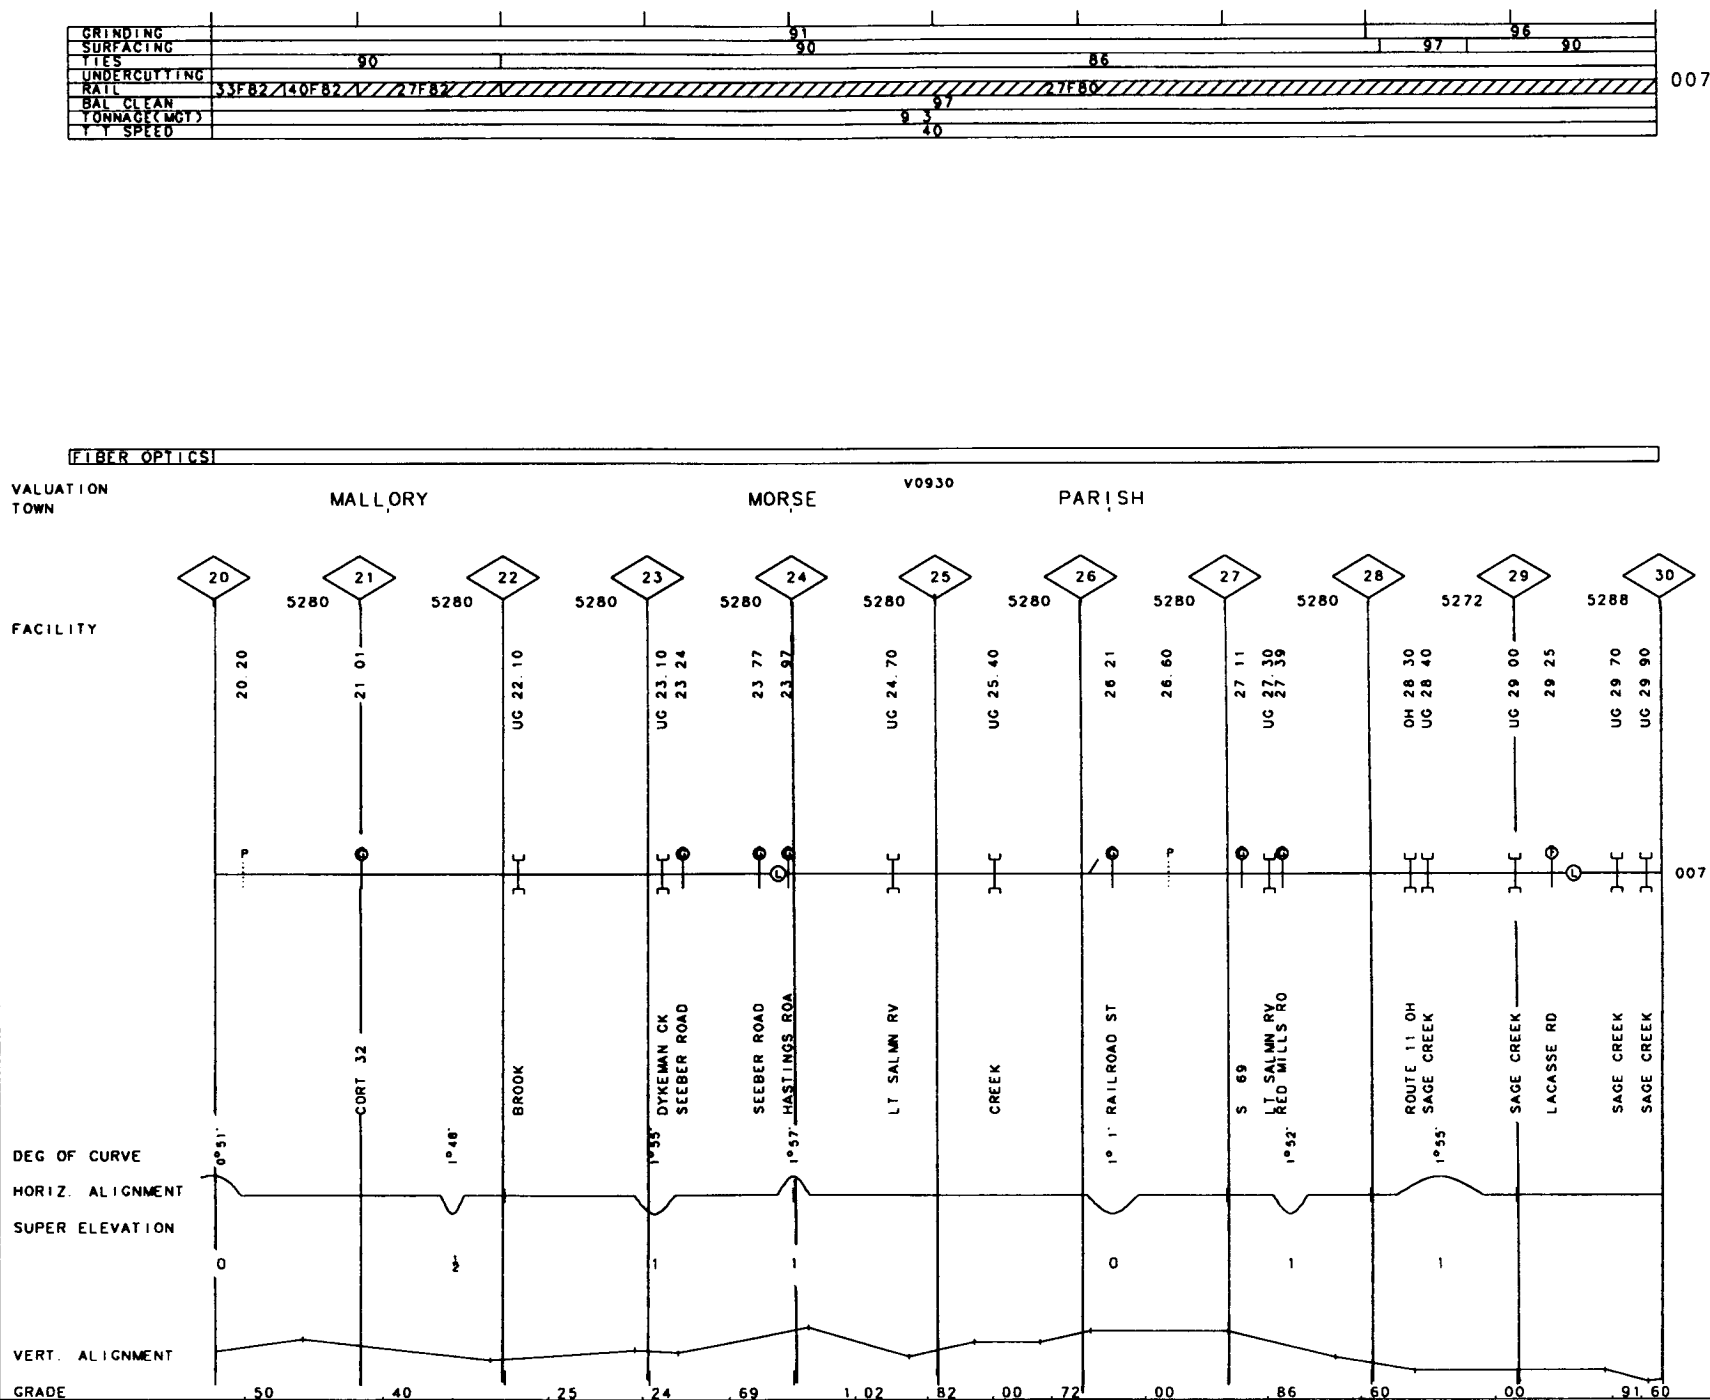 GRINDING 91 96
SURFACING 90 97 90
TIES 90 86
UNDERCUTTING
RAIL 33F82 140F82 27F82 27F80
007
BAL CLEAN 97
TONNAGE(MGT) 9 3
T T SPEED 40
FIBER OPTICS
VALUATION V0930
TOWN MALLORY MORSE PARISH
20 21 22 23 24 25 26 27 28 29 30
5280 5280 5280 5280 5280 5280 5280 5280 5272 5288
FACILITY
20.20
21 01
UG 22.10
UG 23.10
23 24
23 77
23 97
UG 24.70
UG 25.40
26 21
26.60
27 11
UG 27.30
27 39
OH 28 30
UG 28 40
UG 29 00
29 25
UG 29 70
UG 29 90
P G G G G L G P G G P L
007
CORT 32
BROOK
DYKEMAN CK
SEEBER ROAD
SEEBER ROAD
HASTINGS ROA
LT SALMN RV
CREEK
RAILROAD ST
S 69
LT SALMN RV
RED MILLS RO
ROUTE 11 OH
SAGE CREEK
SAGE CREEK
LACASSE RD
SAGE CREEK
SAGE CREEK
DEG OF CURVE 0°51' 1°48' 1°55' 1°57' 1° 1' 1°52' 1°55'
HORIZ. ALIGNMENT
SUPER ELEVATION
0 ½ 1 1 0 1 1
VERT. ALIGNMENT
GRADE .50 .40 .25 .24 .69 1.02 .82 .00 .72 .00 .86 .60 .00 .91 .60